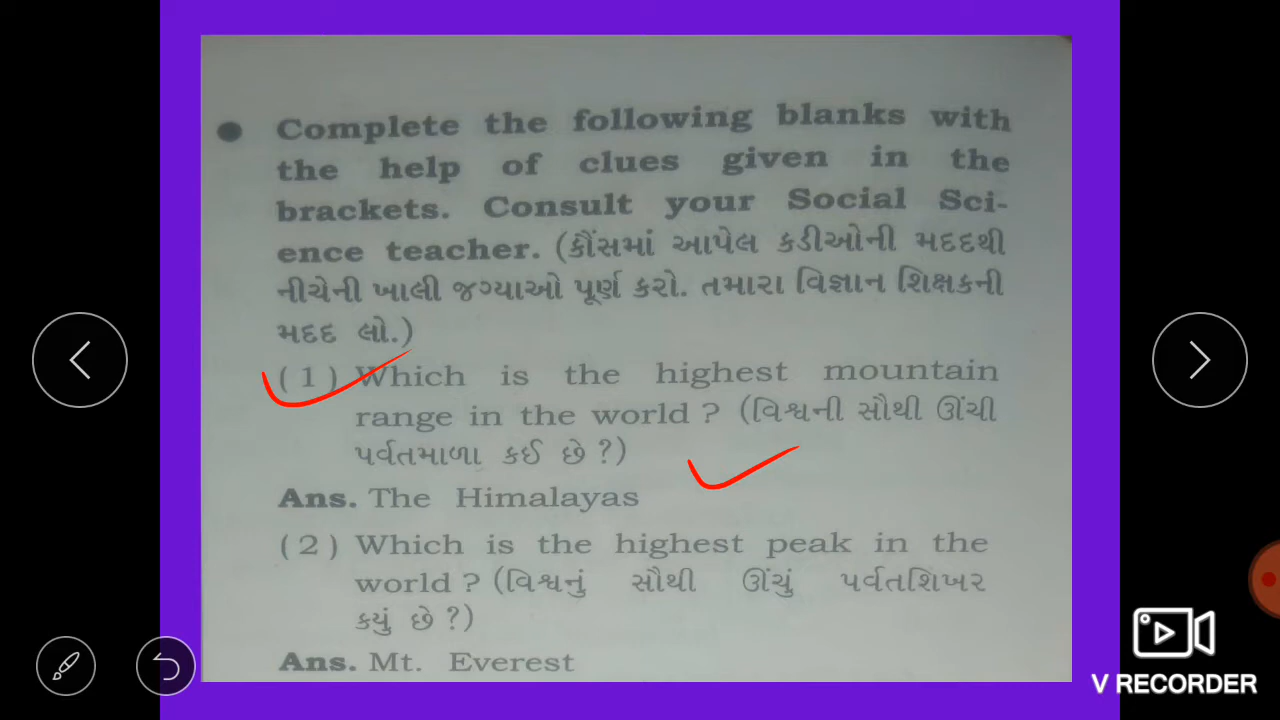 ● Complete the following blanks with
the help of clues given in the
brackets. Consult your Social Sci-
ence teacher. (કૌંસમાં આપેલ કડીઓની મદદથી
નીચેની ખાલી જગ્યાઓ પૂર્ણ કરો. તમારા વિજ્ઞાન શિક્ષકની
મદદ લો.)
(1) Which is the highest mountain
range in the world ? (વિશ્વની સૌથી ઊંચી
પર્વતમાળા કઈ છે ?)
Ans. The Himalayas
(2) Which is the highest peak in the
world ? (વિશ્વનું સૌથી ઊંચું પર્વતશિખર
કયું છે ?)
Ans. Mt. Everest
V RECORDER